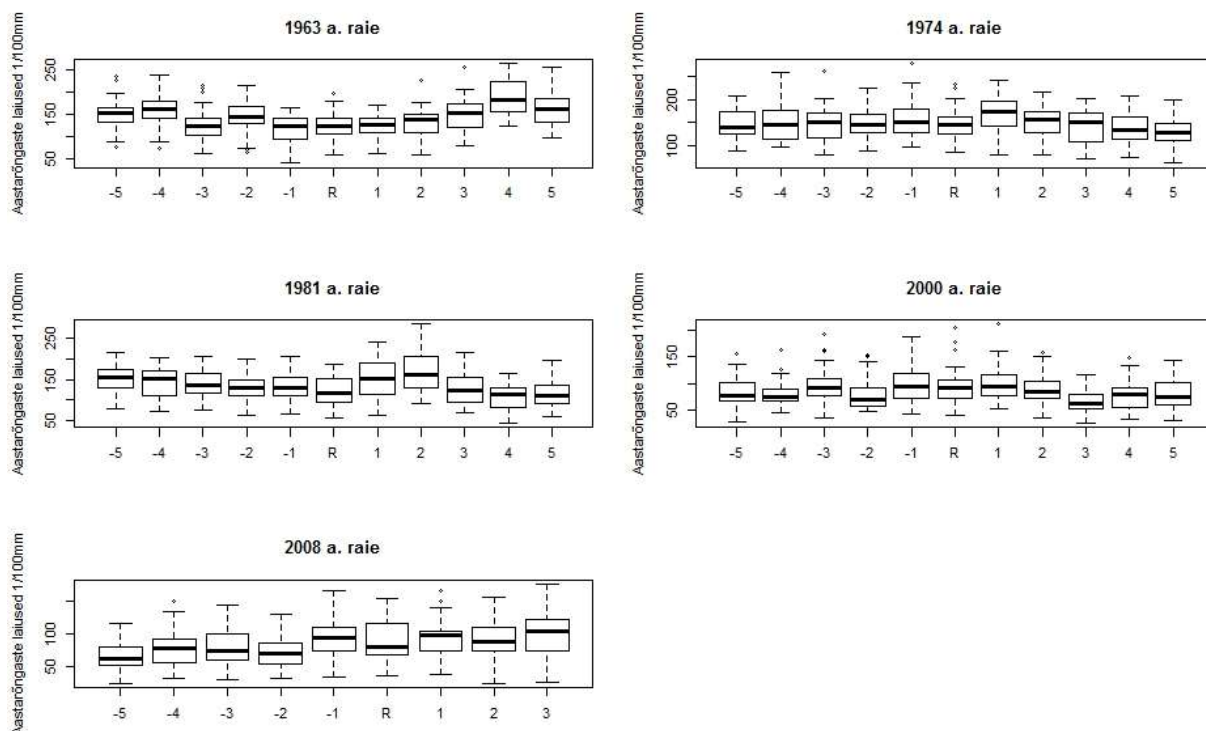 1963 a. raie
Aastarõngaste laiused 1/100mm
50 150 250
-5 -4 -3 -2 -1 R 1 2 3 4 5
1974 a. raie
Aastarõngaste laiused 1/100mm
100 200
-5 -4 -3 -2 -1 R 1 2 3 4 5
1981 a. raie
Aastarõngaste laiused 1/100mm
50 150 250
-5 -4 -3 -2 -1 R 1 2 3 4 5
2000 a. raie
Aastarõngaste laiused 1/100mm
50 150
-5 -4 -3 -2 -1 R 1 2 3 4 5
2008 a. raie
Aastarõngaste laiused 1/100mm
50 100
-5 -4 -3 -2 -1 R 1 2 3